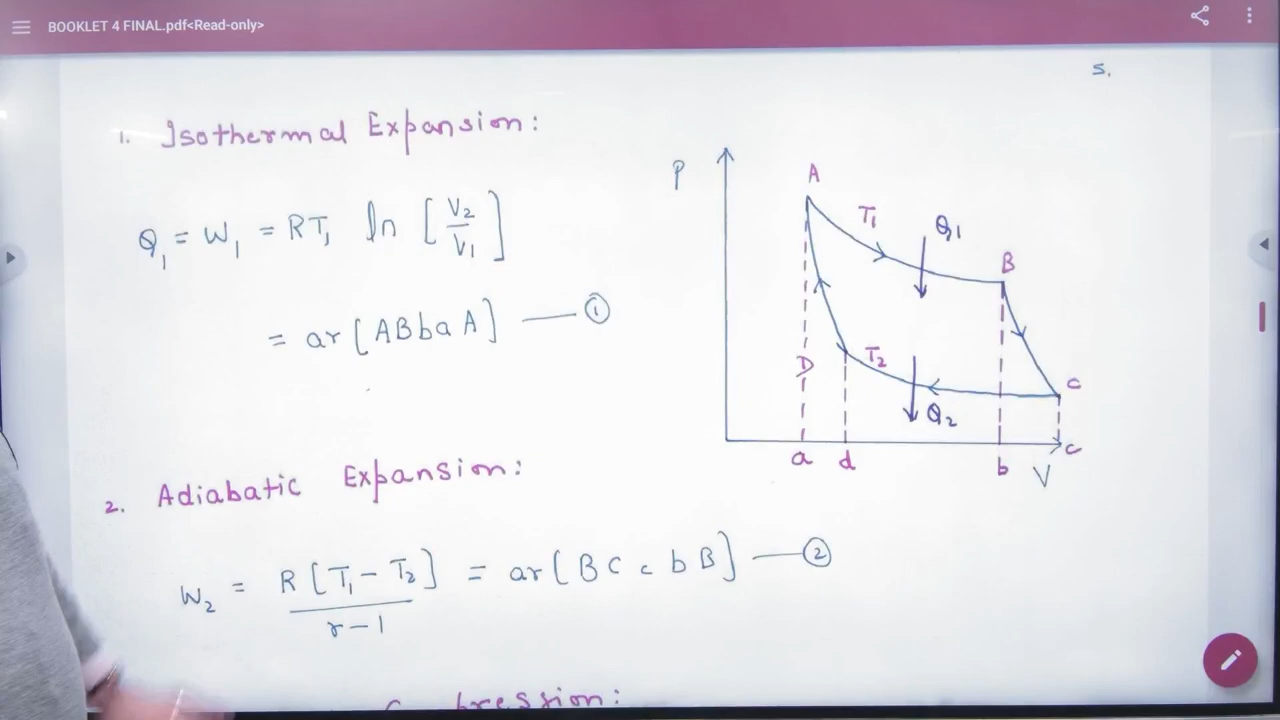 BOOKLET 4 FINAL.pdf<Read-only>
5.
1. Isothermal Expansion:
Q₁ = W₁ = RT₁ ln [V₂/V₁]
= ar[ABbaA] —— ①
P
A
T₁
Q₁
B
D
T₂
Q₂
C
a d b c
V
2. Adiabatic Expansion:
W₂ = R[T₁ - T₂]/r-1 = ar[BCcbB] —— ②